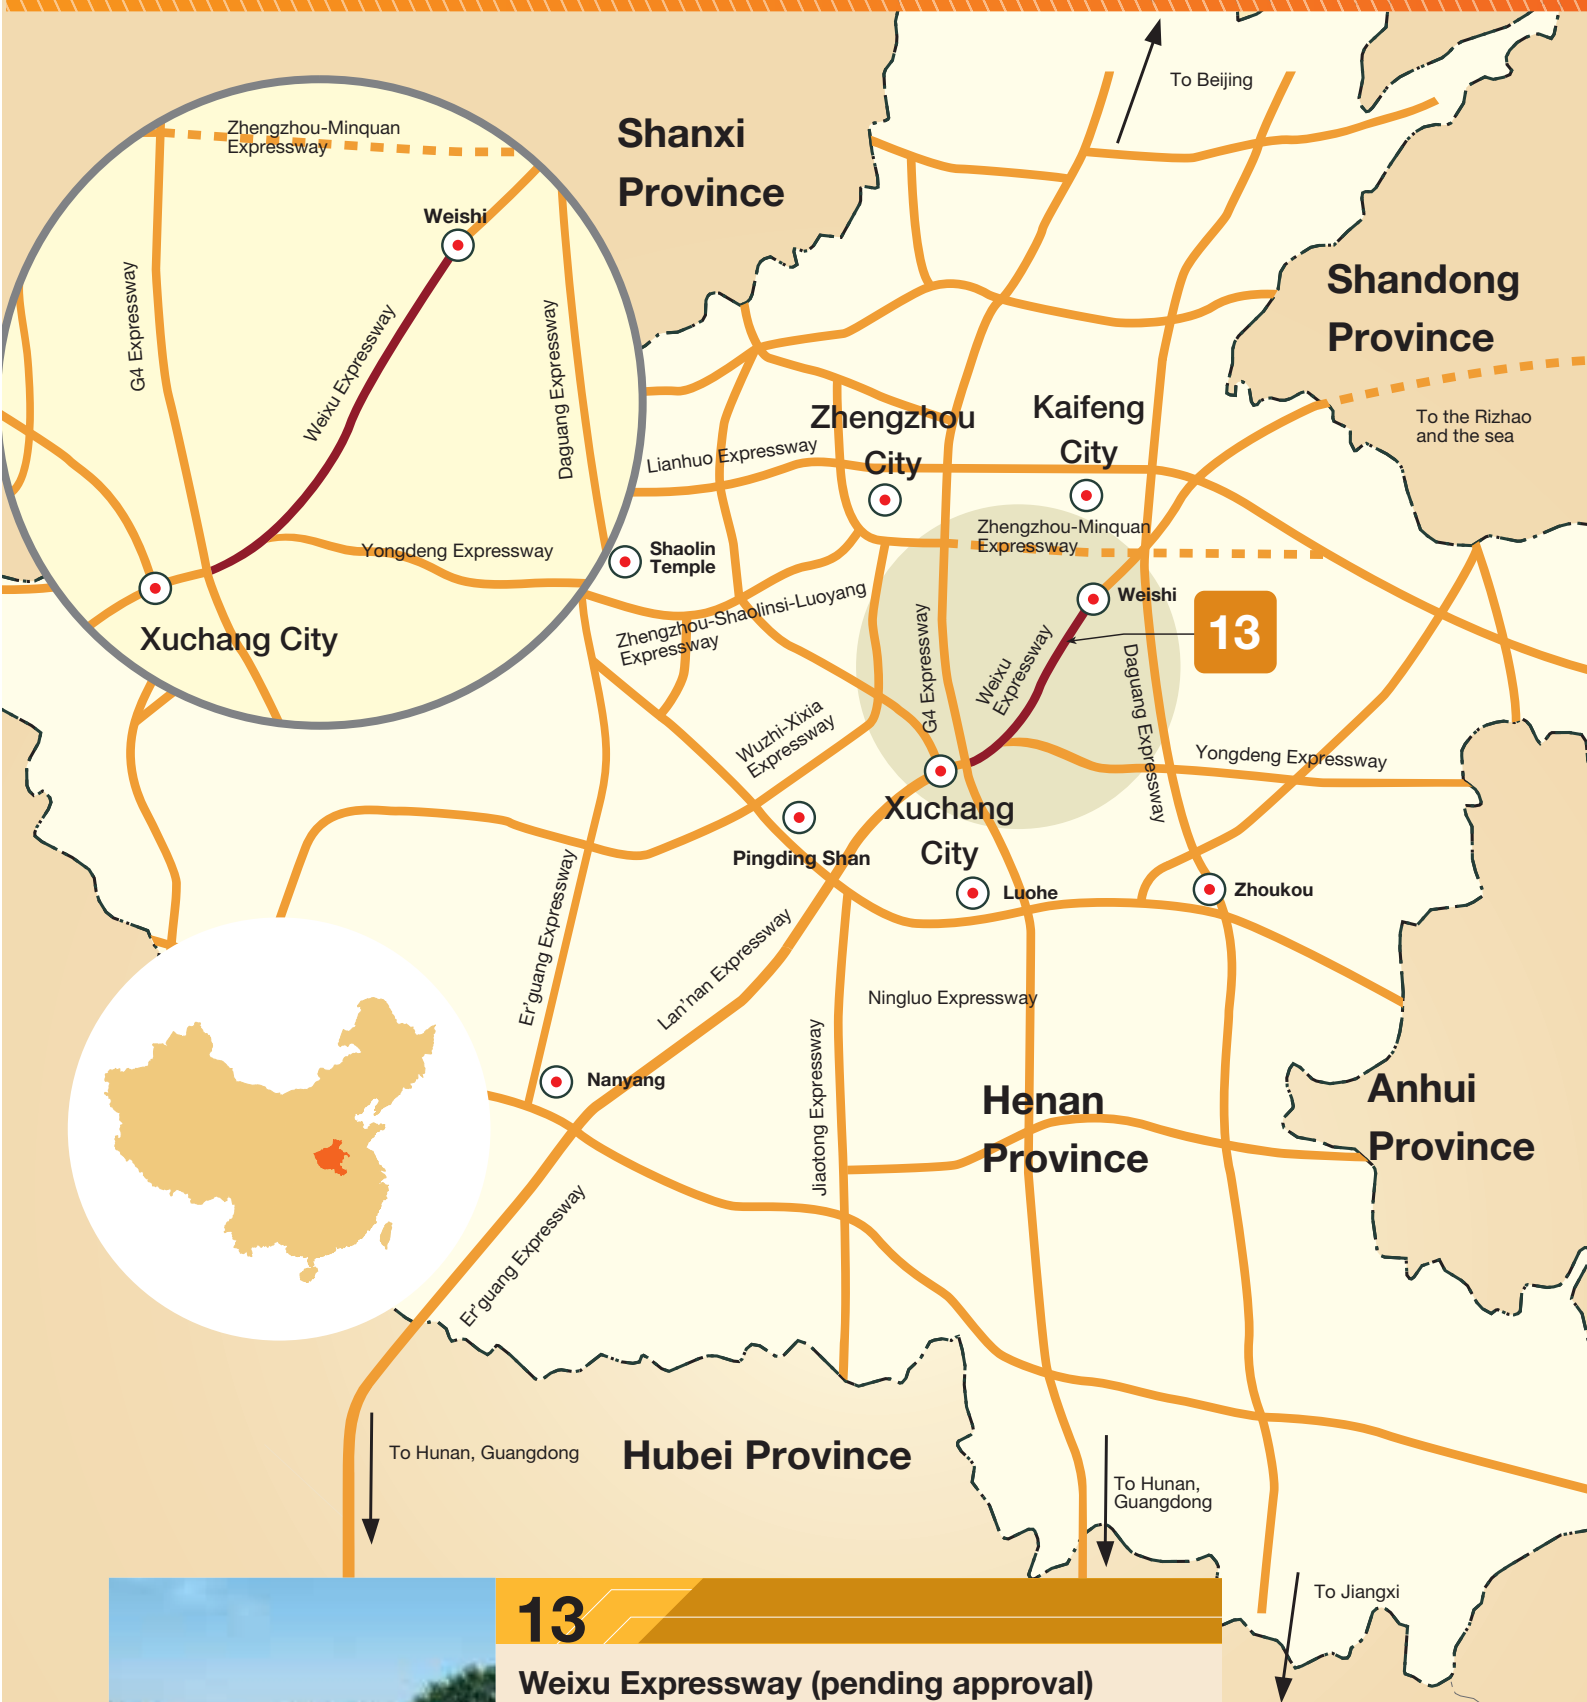 To Beijing
Shanxi
Province
Zhengzhou-Minquan
Expressway
Weishi
G4 Expressway
Weixu Expressway
Daguang Expressway
Yongdeng Expressway
Xuchang City
Shandong
Province
To the Rizhao
and the sea
Zhengzhou
City
Kaifeng
City
Lianhuo Expressway
Zhengzhou-Minquan
Expressway
Shaolin
Temple
Weishi
13
Zhengzhou-Shaolinsi-Luoyang
Expressway
G4 Expressway
Weixu
Expressway
Daguang Expressway
Wuzhi-Xixia
Expressway
Yongdeng Expressway
Xuchang
City
Pingding Shan
Luohe
Zhoukou
Er'guang Expressway
Lan'nan Expressway
Ningluo Expressway
Jiaotong Expressway
Nanyang
Henan
Province
Anhui
Province
Er'guang Expressway
To Hunan, Guangdong
Hubei Province
To Hunan,
Guangdong
To Jiangxi
13
Weixu Expressway (pending approval)